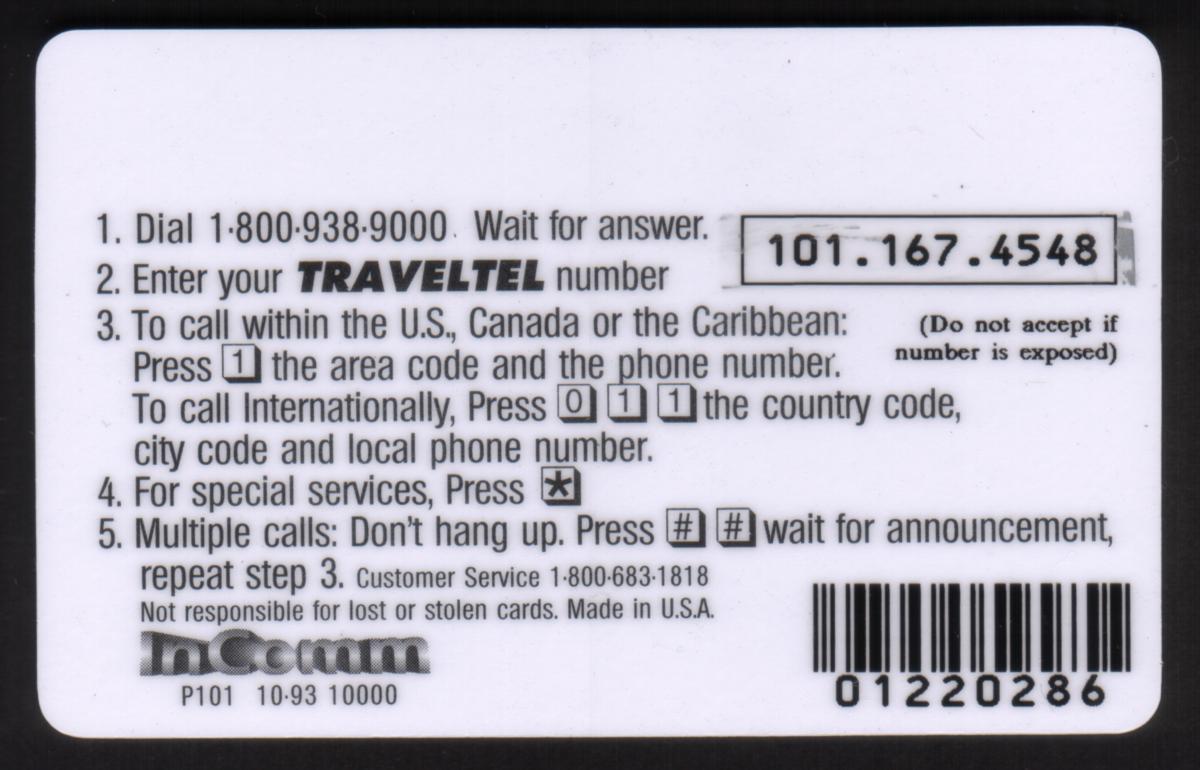 1. Dial 1·800·938·9000. Wait for answer.
101.167.4548
2. Enter your TRAVELTEL number
(Do not accept if
number is exposed)
3. To call within the U.S., Canada or the Caribbean:
Press 1 the area code and the phone number.
To call Internationally, Press 0 1 1 the country code,
city code and local phone number.
4. For special services, Press *
5. Multiple calls: Don't hang up. Press # # wait for announcement,
repeat step 3. Customer Service 1·800·683·1818
Not responsible for lost or stolen cards. Made in U.S.A.
InComm
P101 10·93 10000
01220286